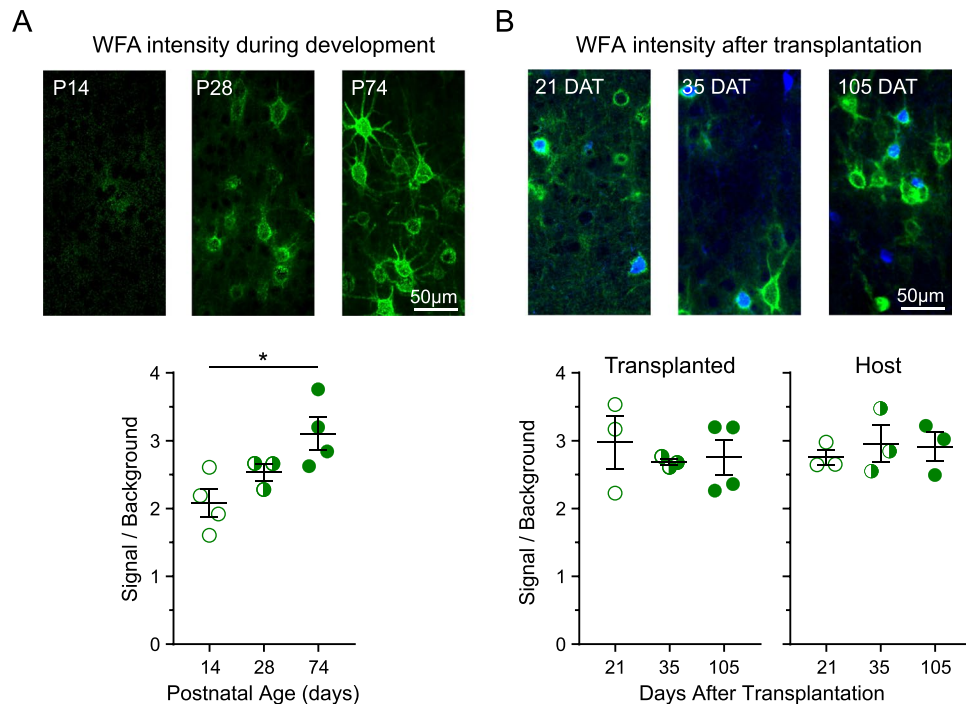 A
WFA intensity during development
P14
P28
P74
50µm
*
4
3
2
1
0
Signal / Background
14
28
74
Postnatal Age (days)
B
WFA intensity after transplantation
21 DAT
35 DAT
105 DAT
50µm
Transplanted
Host
4
3
2
1
0
Signal / Background
21
35
105
21
35
105
Days After Transplantation